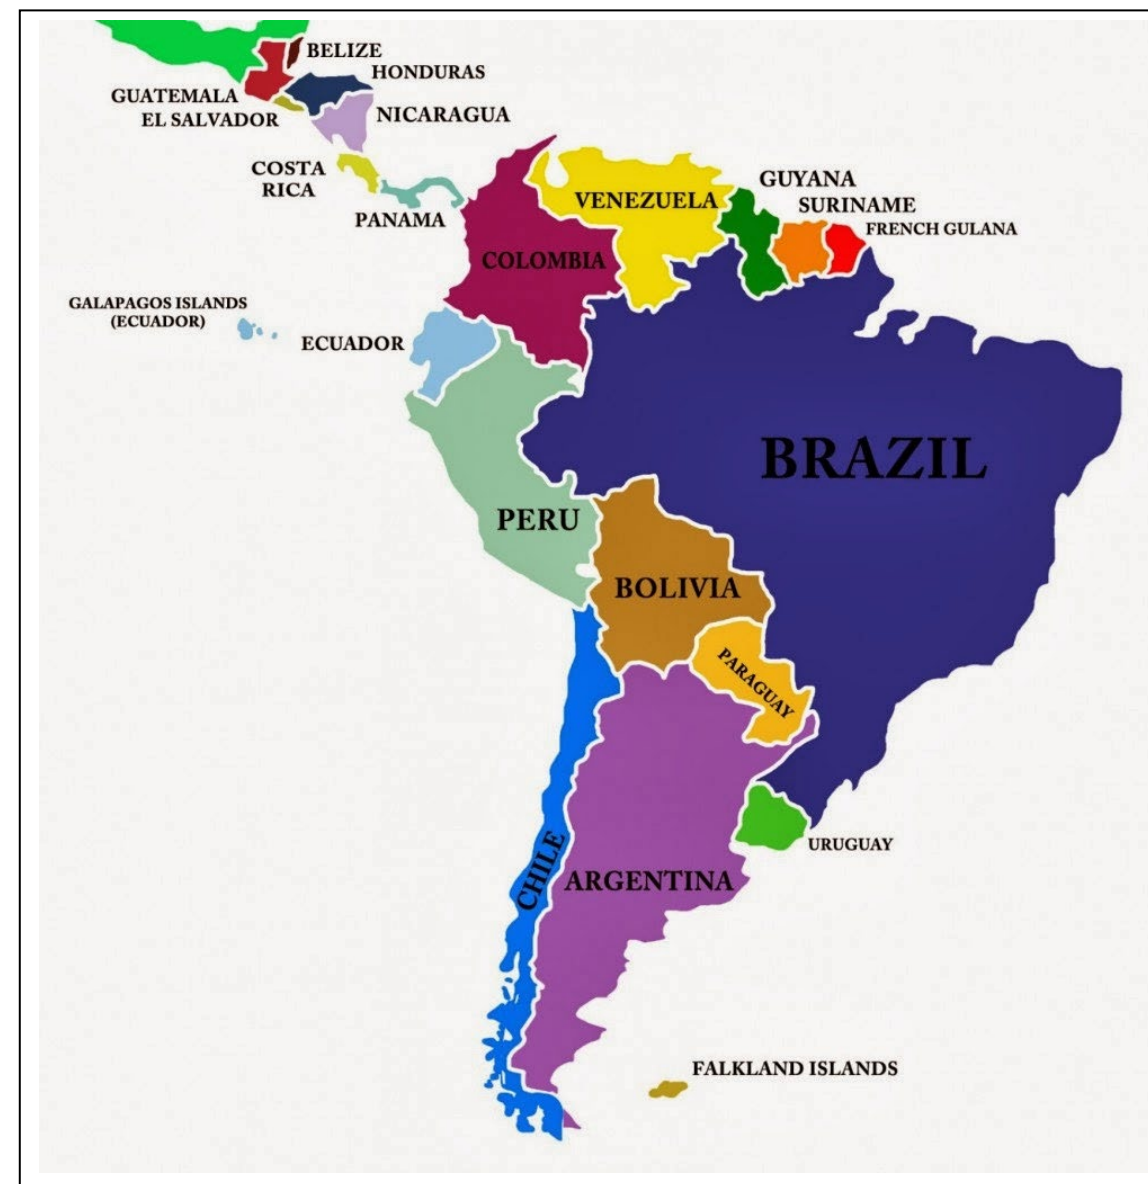 BELIZE
HONDURAS
GUATEMALA
EL SALVADOR
NICARAGUA
COSTA
RICA
PANAMA
GUYANA
SURINAME
FRENCH GULANA
VENEZUELA
COLOMBIA
GALAPAGOS ISLANDS
(ECUADOR)
ECUADOR
BRAZIL
PERU
BOLIVIA
PARAGUAY
CHILE
ARGENTINA
URUGUAY
FALKLAND ISLANDS